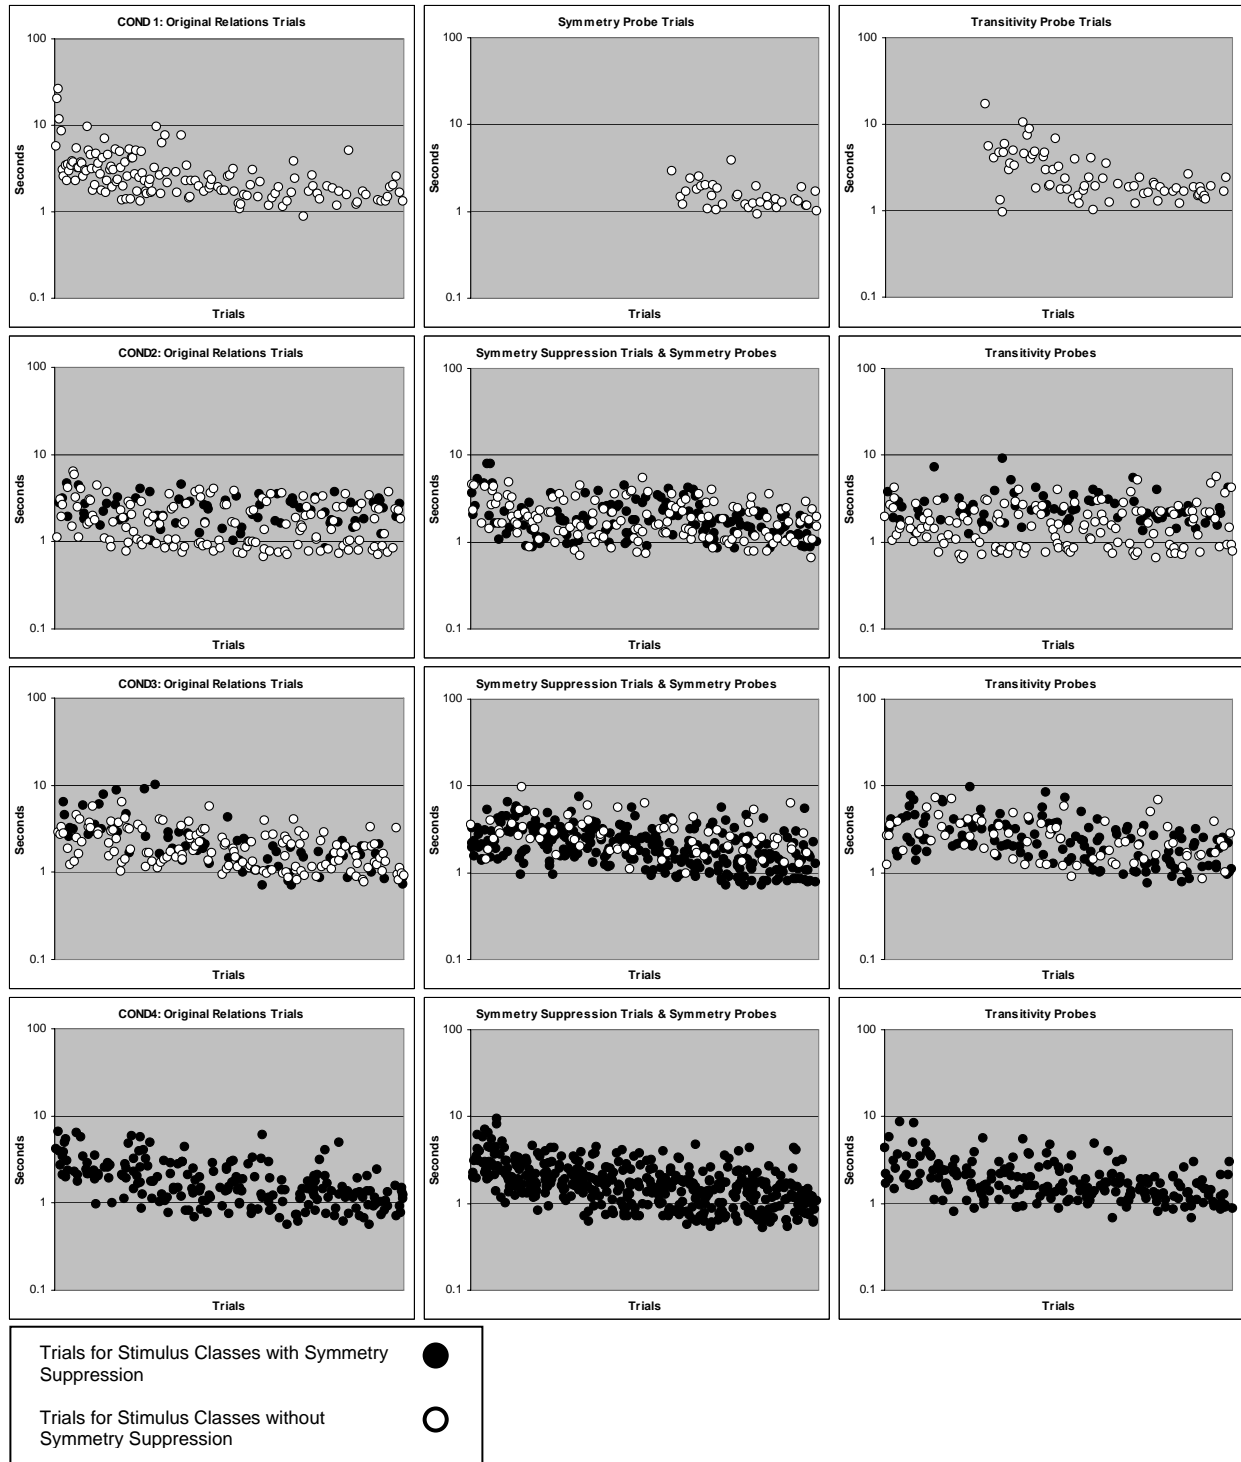 COND 1: Original Relations Trials
100
10
1
0.1
Seconds
Trials
Symmetry Probe Trials
100
10
1
0.1
Seconds
Trials
Transitivity Probe Trials
100
10
1
0.1
Seconds
Trials
COND2: Original Relations Trials
100
10
1
0.1
Seconds
Trials
Symmetry Suppression Trials & Symmetry Probes
100
10
1
0.1
Seconds
Trials
Transitivity Probes
100
10
1
0.1
Seconds
Trials
COND3: Original Relations Trials
100
10
1
0.1
Seconds
Trials
Symmetry Suppression Trials & Symmetry Probes
100
10
1
0.1
Seconds
Trials
Transitivity Probes
100
10
1
0.1
Seconds
Trials
COND4: Original Relations Trials
100
10
1
0.1
Seconds
Trials
Symmetry Suppression Trials & Symmetry Probes
100
10
1
0.1
Seconds
Trials
Transitivity Probes
100
10
1
0.1
Seconds
Trials
Trials for Stimulus Classes with Symmetry
Suppression
Trials for Stimulus Classes without
Symmetry Suppression